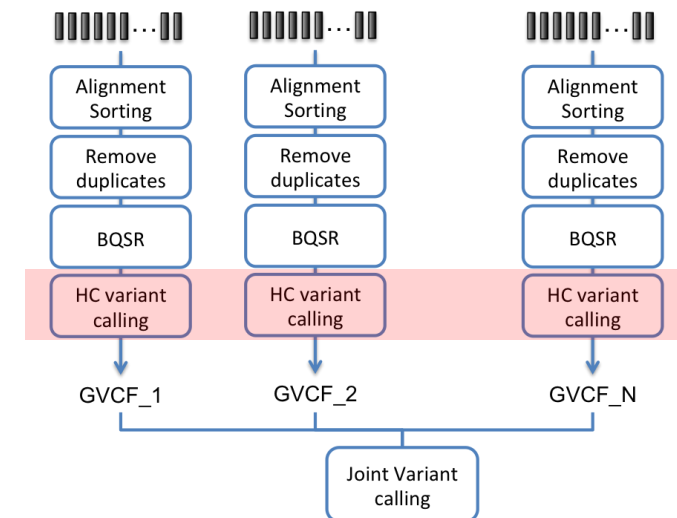 Alignment
Sorting
Alignment
Sorting
Alignment
Sorting
Remove
duplicates
Remove
duplicates
Remove
duplicates
BQSR
BQSR
BQSR
HC variant
calling
HC variant
calling
HC variant
calling
GVCF_1
GVCF_2
GVCF_N
Joint Variant
calling